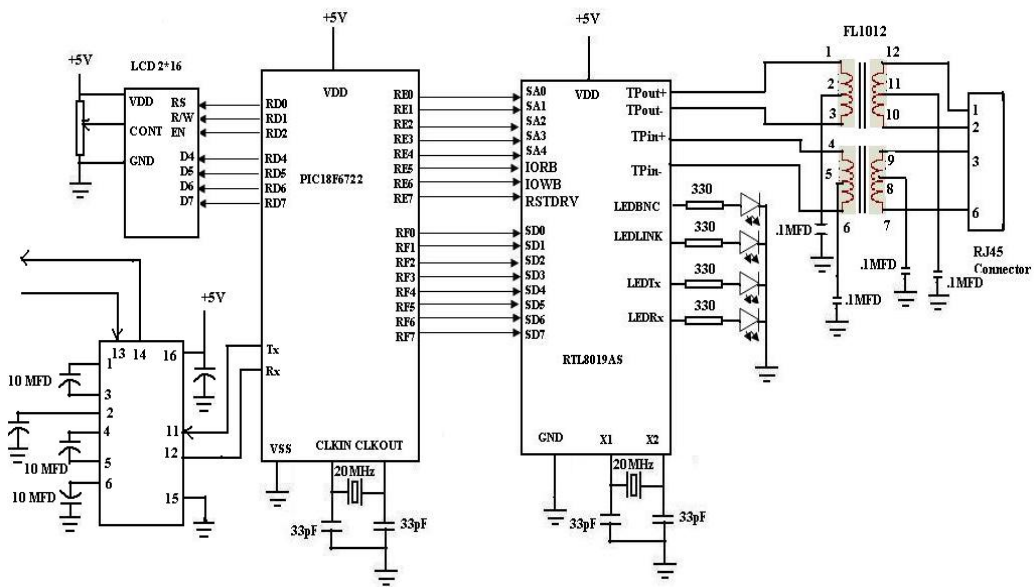 +5V
LCD 2*16
VDD
CONT
GND
RS
R/W
EN
D4
D5
D6
D7
+5V
VDD
RD0
RD1
RD2
RD4
RD5
RD6
RD7
PIC18F6722
RE0
RE1
RE2
RE3
RE4
RE5
RE6
RE7
RF0
RF1
RF2
RF3
RF4
RF5
RF6
RF7
Tx
Rx
VSS
CLKIN CLKOUT
20MHz
33pF
33pF
+5V
VDD
SA0
SA1
SA2
SA3
SA4
IORB
IOWB
RSTDRV
SD0
SD1
SD2
SD3
SD4
SD5
SD6
SD7
TPout+
TPout-
TPin+
TPin-
LEDBNC
LEDLINK
LEDTx
LEDRx
RTL8019AS
GND
X1
X2
20MHz
33pF
33pF
330
330
330
330
FL1012
1
2
3
4
5
6
12
11
10
9
8
7
.1MFD
.1MFD
.1MFD
.1MFD
1
2
3
6
RJ45
Connector
+5V
13
14
16
1
3
2
4
5
6
11
12
15
10 MFD
10 MFD
10 MFD